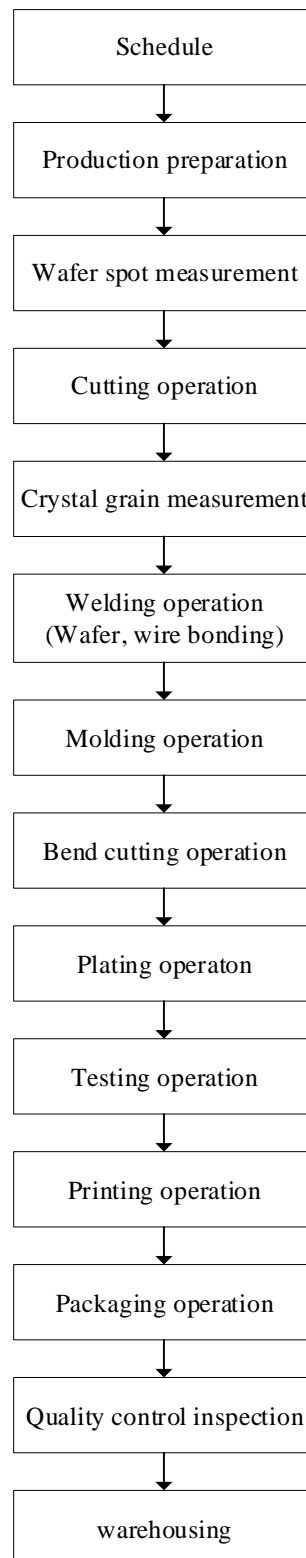 Schedule
Production preparation
Wafer spot measurement
Cutting operation
Crystal grain measurement
Welding operation
(Wafer, wire bonding)
Molding operation
Bend cutting operation
Plating operaton
Testing operation
Printing operation
Packaging operation
Quality control inspection
warehousing